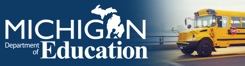 MICHIGAN
Department of Education